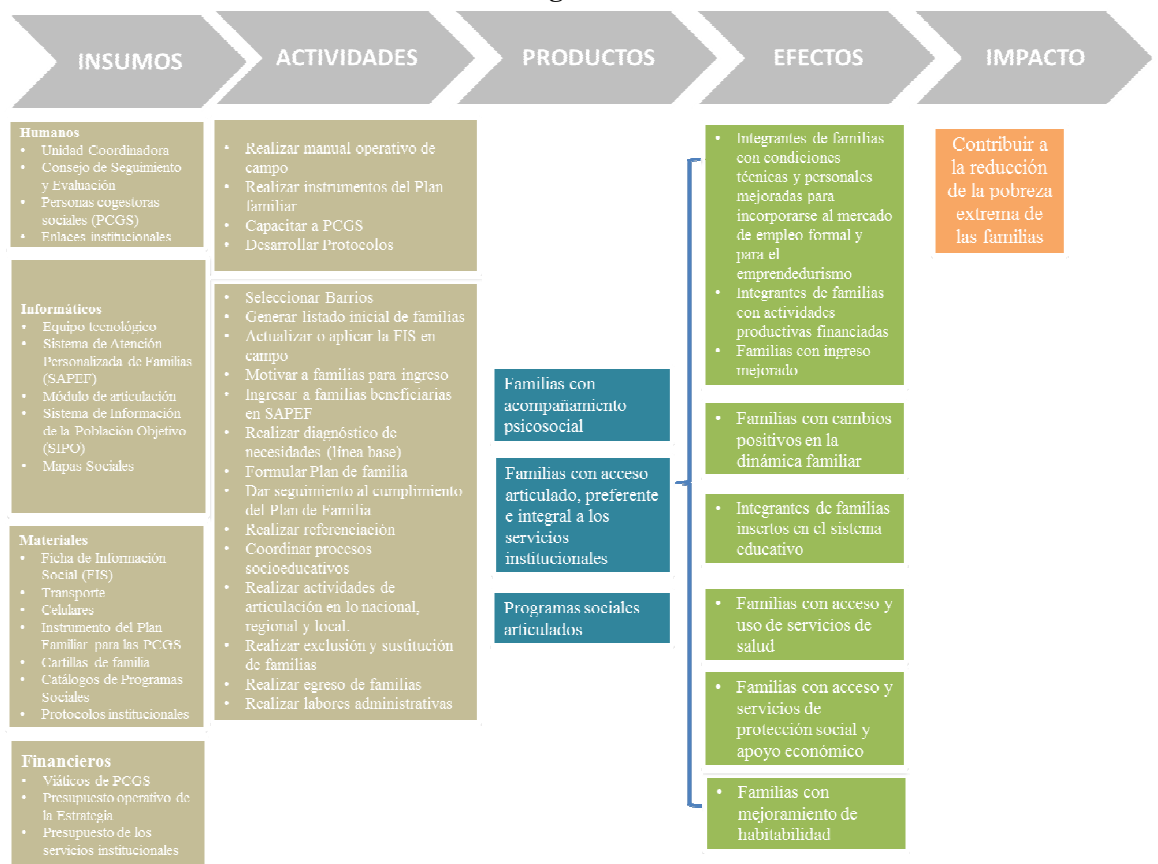 INSUMOS
ACTIVIDADES
PRODUCTOS
EFECTOS
IMPACTO
Humanos
• Unidad Coordinadora
• Consejo de Seguimiento
y Evaluación
• Personas cogestoras
sociales (PCGS)
• Enlaces institucionales
Informáticos
• Equipo tecnológico
• Sistema de Atención
Personalizada de Familias
(SAPEF)
• Módulo de articulación
• Sistema de Información
de la Población Objetivo
(SIPO)
• Mapas Sociales
Materiales
• Ficha de Información
Social (FIS)
• Transporte
• Celulares
• Instrumento del Plan
Familiar para las PCGS
• Cartillas de familia
• Catálogos de Programas
Sociales
• Protocolos institucionales
Financieros
• Viáticos de PCGS
• Presupuesto operativo de
la Estrategia
• Presupuesto de los
servicios institucionales
• Realizar manual operativo de
campo
• Realizar instrumentos del Plan
familiar
• Capacitar a PCGS
• Desarrollar Protocolos
• Seleccionar Barrios
• Generar listado inicial de familias
• Actualizar o aplicar la FIS en
campo
• Motivar a familias para ingreso
• Ingresar a familias beneficiarias
en SAPEF
• Realizar diagnóstico de
necesidades (línea base)
• Formular Plan de familia
• Dar seguimiento al cumplimiento
del Plan de Familia
• Realizar referenciación
• Coordinar procesos
socioeducativos
• Realizar actividades de
articulación en lo nacional,
regional y local.
• Realizar exclusión y sustitución
de familias
• Realizar egreso de familias
• Realizar labores administrativas
Familias con
acompañamiento
psicosocial
Familias con acceso
articulado, preferente
e integral a los
servicios
institucionales
Programas sociales
articulados
• Integrantes de familias
con condiciones
técnicas y personales
mejoradas para
incorporarse al mercado
de empleo formal y
para el
emprendedurismo
• Integrantes de familias
con actividades
productivas financiadas
• Familias con ingreso
mejorado
• Familias con cambios
positivos en la
dinámica familiar
• Integrantes de familias
insertos en el sistema
educativo
• Familias con acceso y
uso de servicios de
salud
• Familias con acceso y
servicios de
protección social y
apoyo económico
• Familias con
mejoramiento de
habitabilidad
Contribuir a
la reducción
de la pobreza
extrema de
las familias